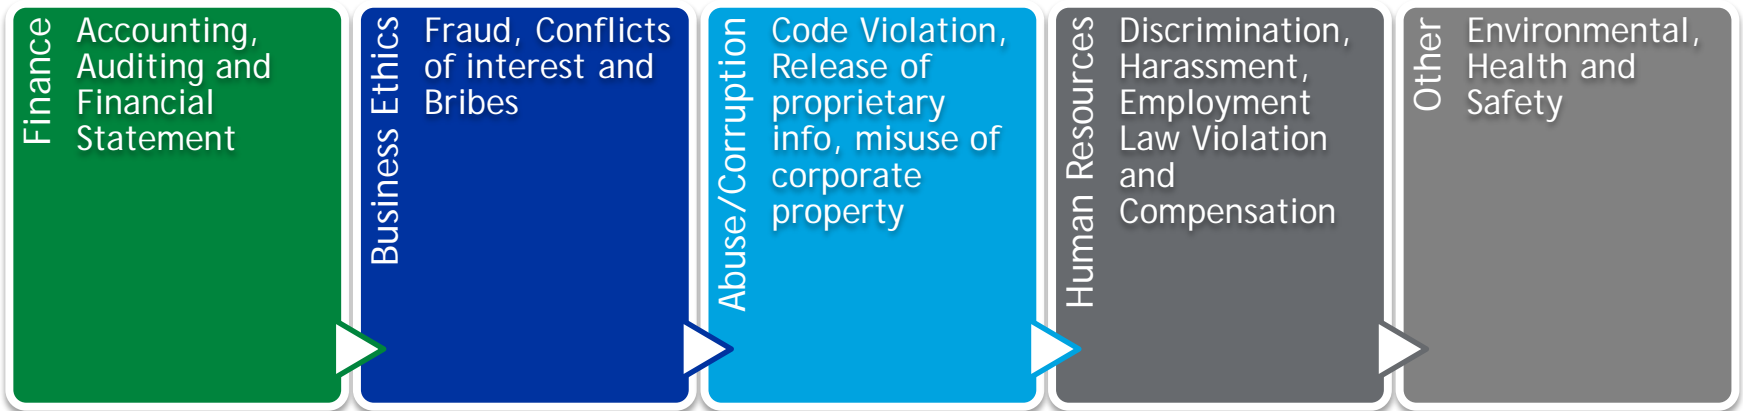 Finance
Accounting,
Auditing and
Financial
Statement
Business Ethics
Fraud, Conflicts
of interest and
Bribes
Abuse/Corruption
Code Violation,
Release of
proprietary
info, misuse of
corporate
property
Human Resources
Discrimination,
Harassment,
Employment
Law Violation
and
Compensation
Other
Environmental,
Health and
Safety